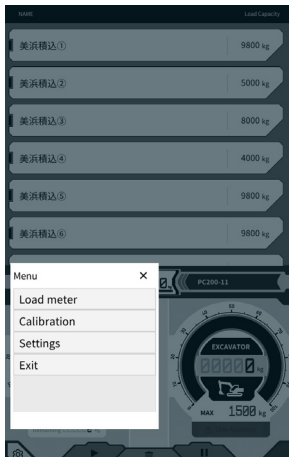 NAME Load Capacity
美浜積込① 9800 kg
美浜積込② 5000 kg
美浜積込③ 8000 kg
美浜積込④ 4000 kg
美浜積込⑤ 9800 kg
美浜積込⑥ 9800 kg
Menu ×
Load meter
Calibration
Settings
Exit
PC200-11
EXCAVATOR
0000 0 kg
MAX 1500 kg